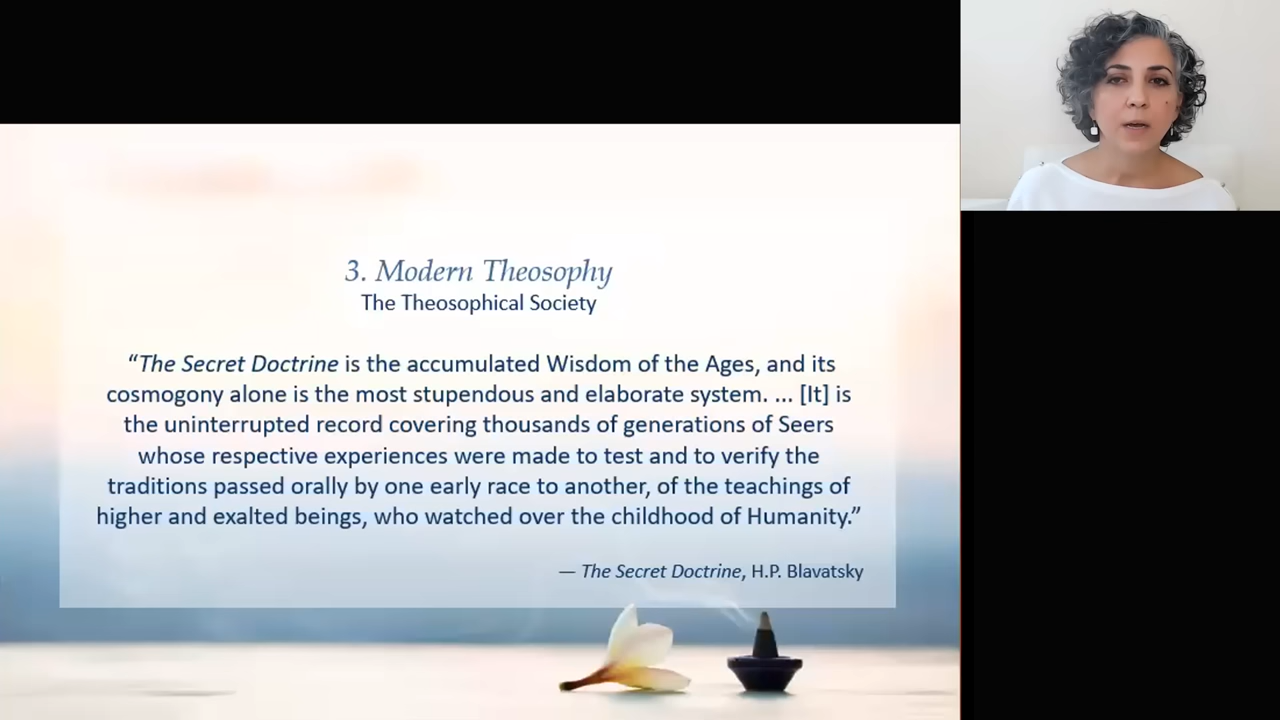 3. Modern Theosophy
The Theosophical Society
“The Secret Doctrine is the accumulated Wisdom of the Ages, and its
cosmogony alone is the most stupendous and elaborate system. ... [It] is
the uninterrupted record covering thousands of generations of Seers
whose respective experiences were made to test and to verify the
traditions passed orally by one early race to another, of the teachings of
higher and exalted beings, who watched over the childhood of Humanity.”
— The Secret Doctrine, H.P. Blavatsky